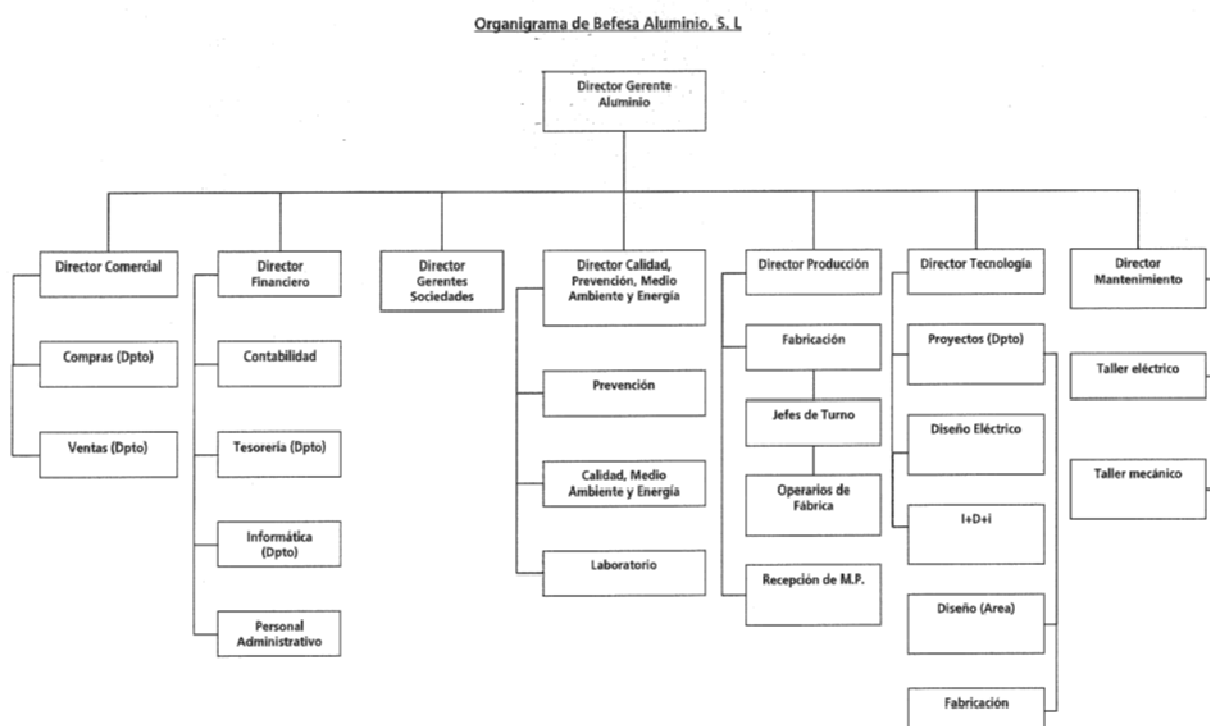 Organigrama de Befesa Aluminio, S. L
Director Gerente
Aluminio
Director Comercial
Compras (Dpto)
Ventas (Dpto)
Director
Financiero
Contabilidad
Tesorería (Dpto)
Informática
(Dpto)
Personal
Administrativo
Director
Gerentes
Sociedades
Director Calidad,
Prevención, Medio
Ambiente y Energía
Prevención
Calidad, Medio
Ambiente y Energía
Laboratorio
Director Producción
Fabricación
Jefes de Turno
Operarios de
Fábrica
Recepción de M.P.
Director Tecnología
Proyectos (Dpto)
Diseño Eléctrico
I+D+i
Diseño (Area)
Fabricación
Director
Mantenimiento
Taller eléctrico
Taller mecánico